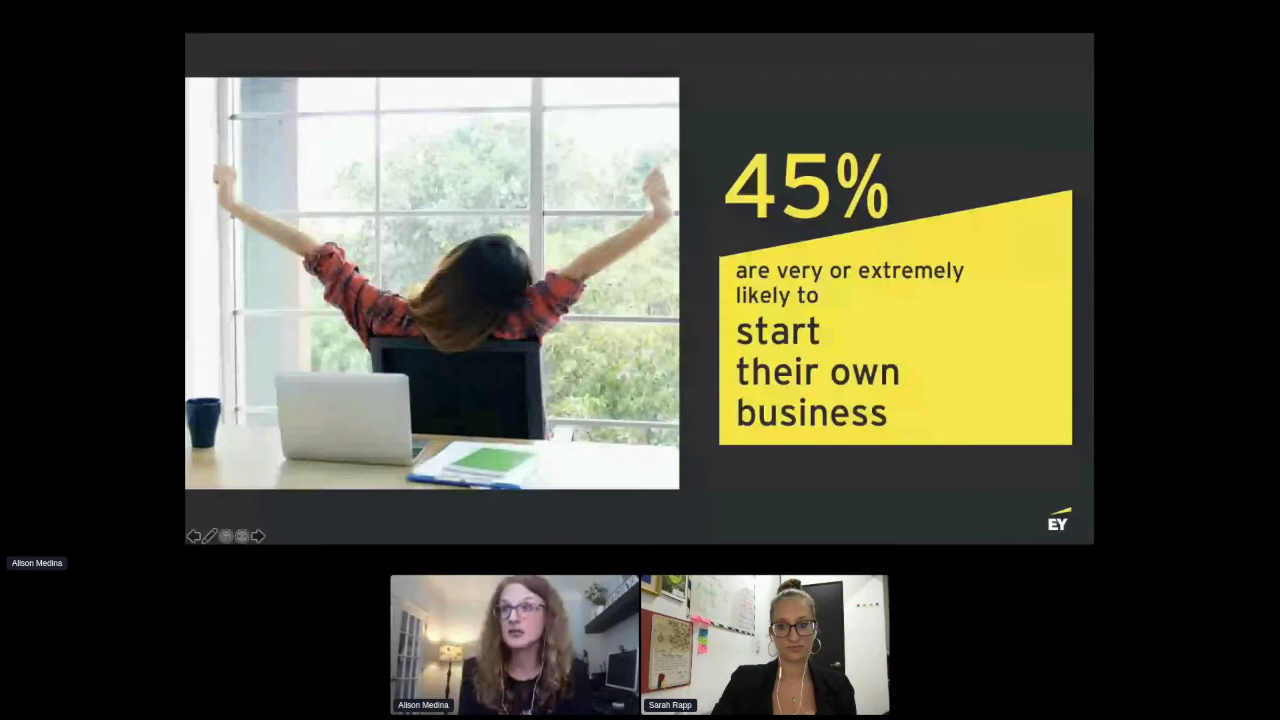 45%
are very or extremely
likely to
start
their own
business
EY
Alison Medina
Alison Medina
Sarah Rapp